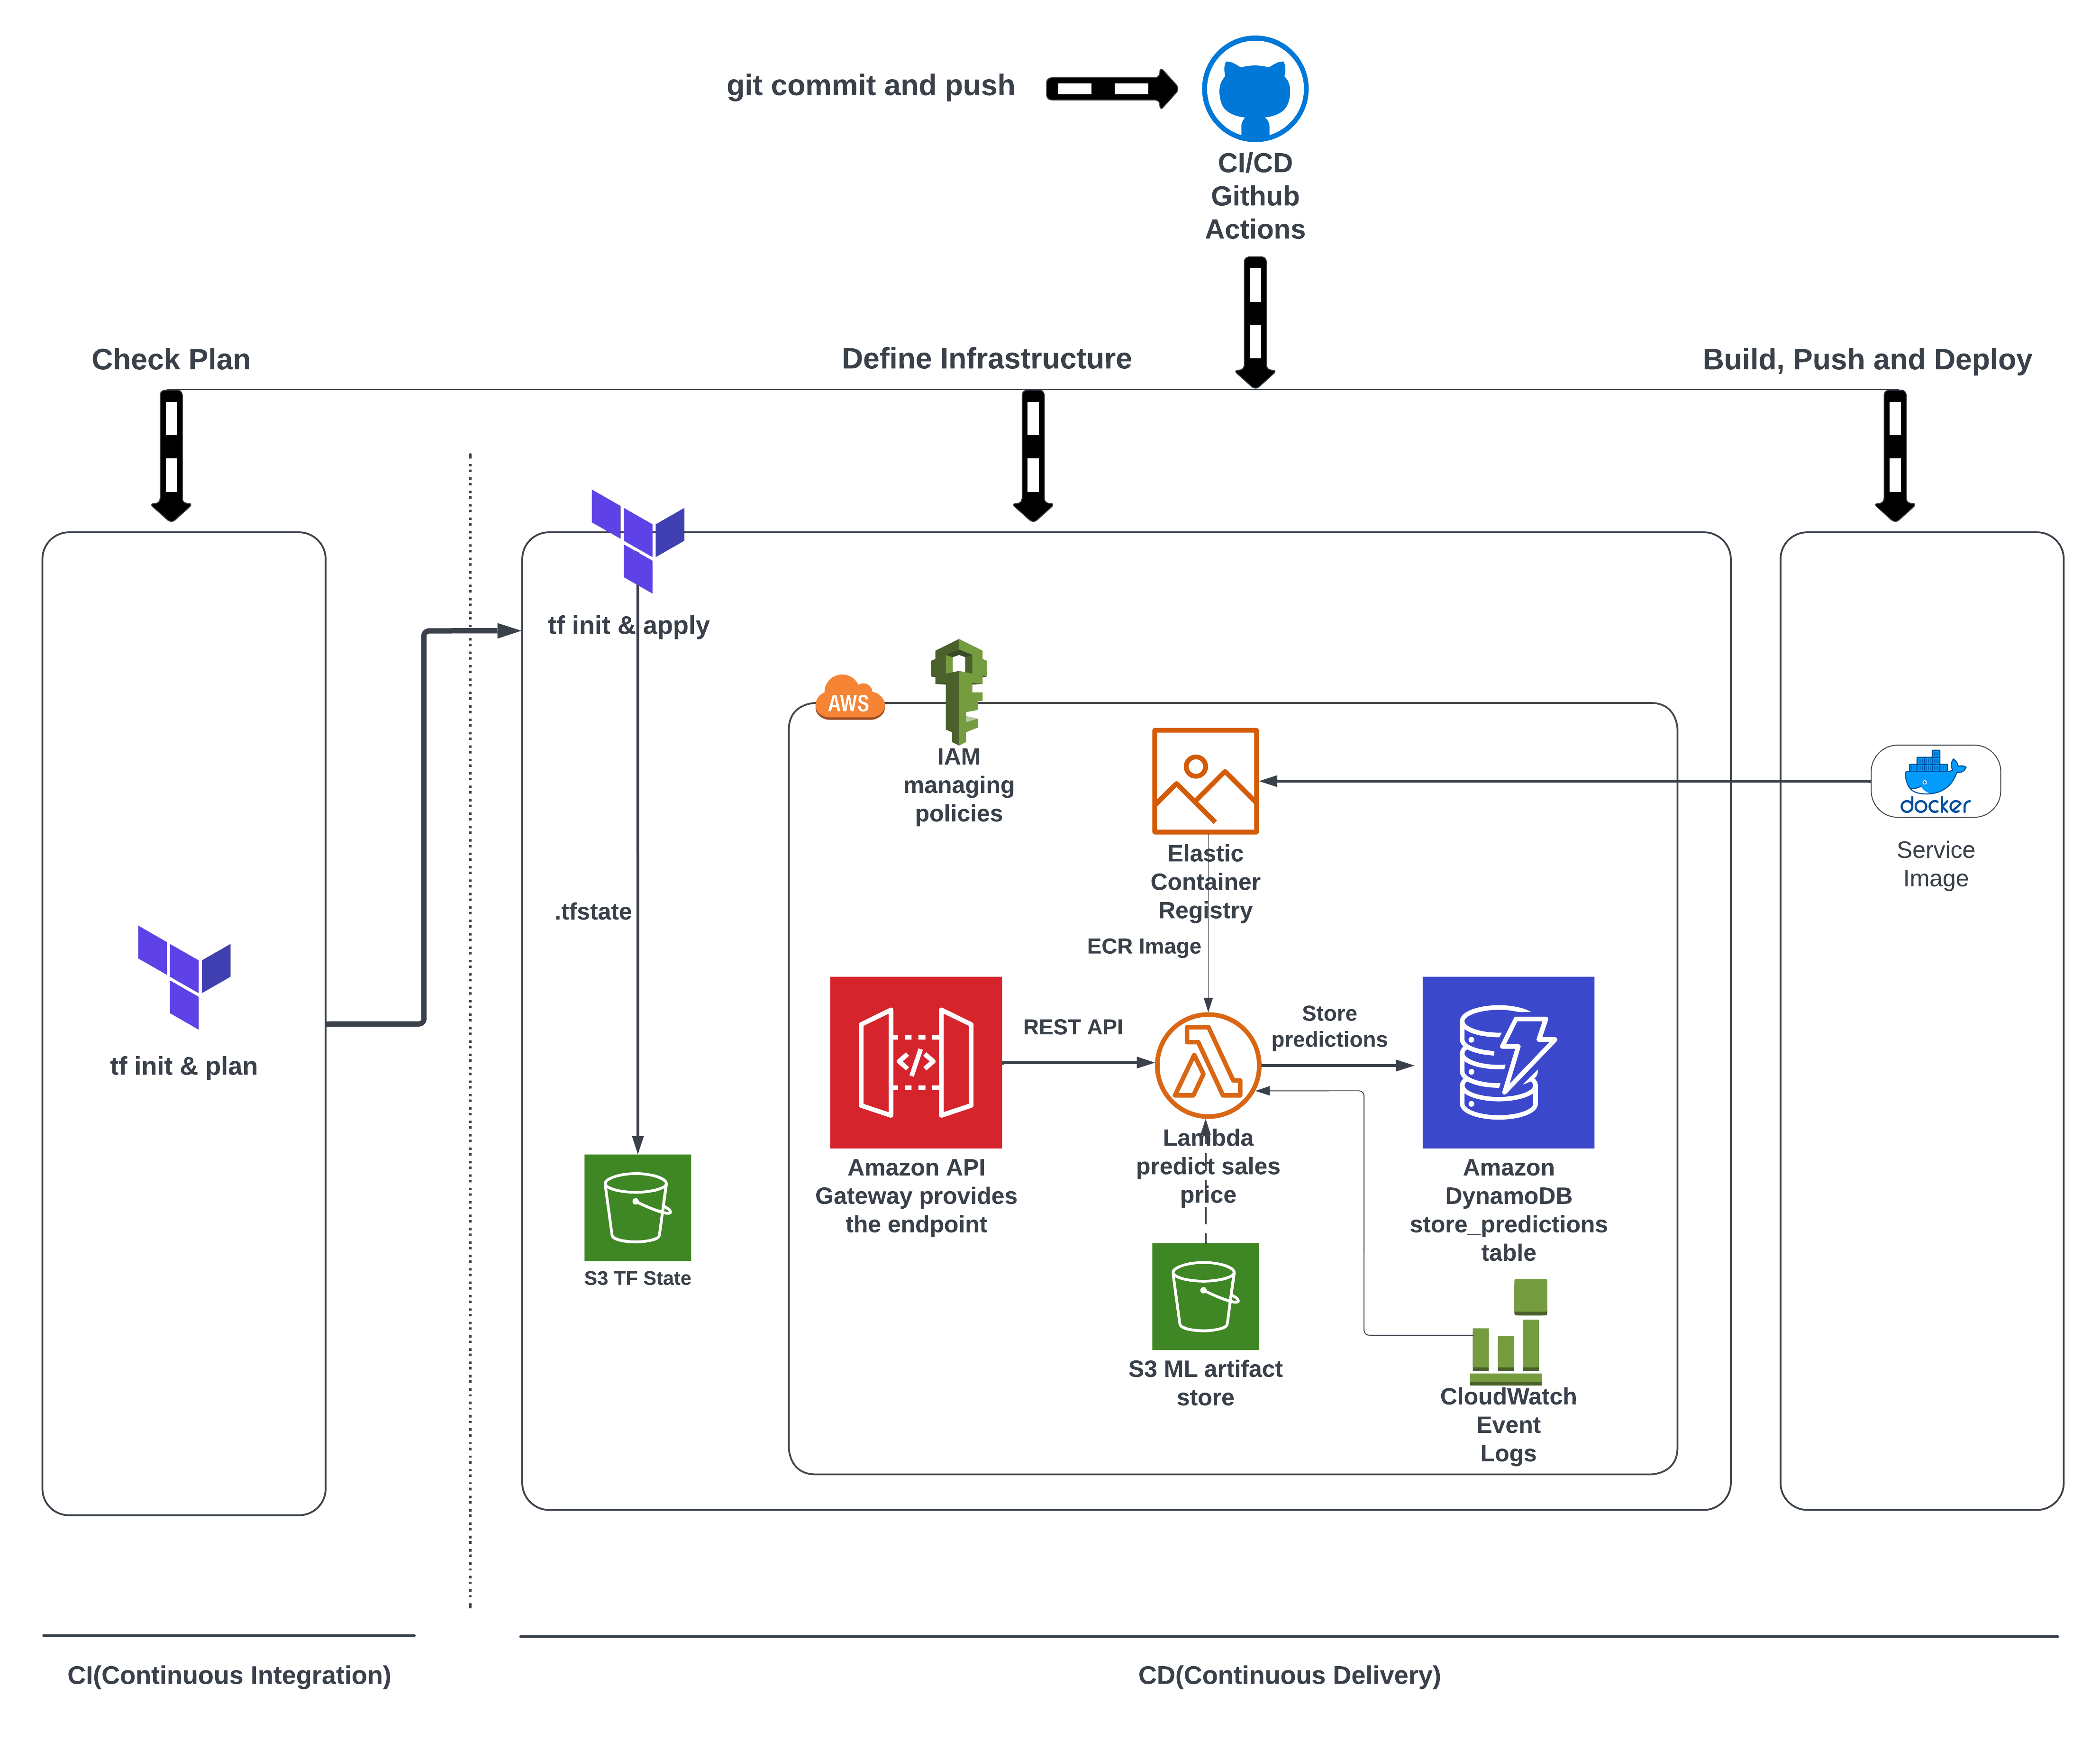 git commit and push
CI/CD
Github
Actions
Check Plan
Define Infrastructure
Build, Push and Deploy
tf init & apply
AWS
IAM
managing
policies
Elastic
Container
Registry
docker
Service
Image
.tfstate
ECR Image
tf init & plan
REST API
Store
predictions
Amazon API
Gateway provides
the endpoint
Lambda
predict sales
price
Amazon
DynamoDB
store_predictions
table
S3 TF State
S3 ML artifact
store
CloudWatch
Event
Logs
CI(Continuous Integration)
CD(Continuous Delivery)